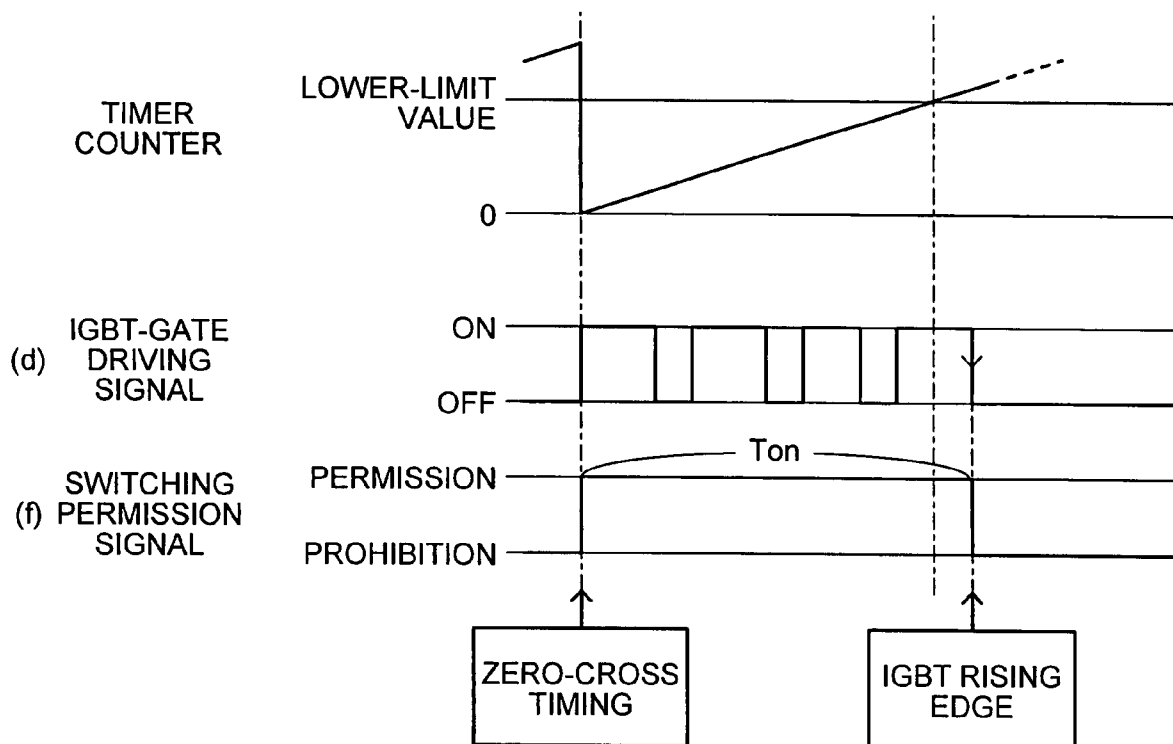 TIMER
COUNTER
LOWER-LIMIT
VALUE
0
(d)
IGBT-GATE
DRIVING
SIGNAL
ON
OFF
(f)
SWITCHING
PERMISSION
SIGNAL
PERMISSION
Ton
PROHIBITION
ZERO-CROSS
TIMING
IGBT RISING
EDGE